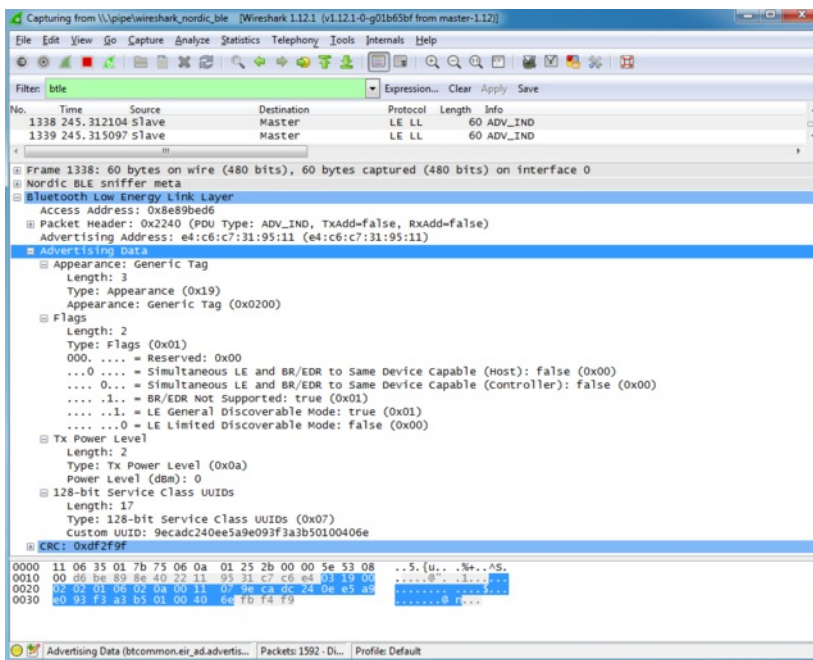 Capturing from \\.\pipe\wireshark_nordic_ble [Wireshark 1.12.1 (v1.12.1-0-g01b65bf from master-1.12)]
File Edit View Go Capture Analyze Statistics Telephony Tools Internals Help
Filter: btle Expression... Clear Apply Save
No. Time Source Destination Protocol Length Info
1338 245.312104 Slave Master LE LL 60 ADV_IND
1339 245.315097 Slave Master LE LL 60 ADV_IND
Frame 1338: 60 bytes on wire (480 bits), 60 bytes captured (480 bits) on interface 0
Nordic BLE sniffer meta
Bluetooth Low Energy Link Layer
Access Address: 0x8e89bed6
Packet Header: 0x2240 (PDU Type: ADV_IND, TxAdd=false, RxAdd=false)
Advertising Address: e4:c6:c7:31:95:11 (e4:c6:c7:31:95:11)
Advertising Data
Appearance: Generic Tag
Length: 3
Type: Appearance (0x19)
Appearance: Generic Tag (0x0200)
Flags
Length: 2
Type: Flags (0x01)
000. .... = Reserved: 0x00
...0 .... = Simultaneous LE and BR/EDR to Same Device Capable (Host): false (0x00)
.... 0... = Simultaneous LE and BR/EDR to Same Device Capable (Controller): false (0x00)
.... .1.. = BR/EDR Not Supported: true (0x01)
.... ..1. = LE General Discoverable Mode: true (0x01)
.... ...0 = LE Limited Discoverable Mode: false (0x00)
Tx Power Level
Length: 2
Type: Tx Power Level (0x0a)
Power Level (dBm): 0
128-bit Service Class UUIDs
Length: 17
Type: 128-bit Service Class UUIDs (0x07)
Custom UUID: 9ecadc240ee5a9e093f3a3b50100406e
CRC: 0xdf2f9f
0000 11 06 35 01 7b 75 06 0a 01 25 2b 00 00 5e 53 08 ..5.{u.. .%+..^S.
0010 00 d6 be 89 8e 40 22 11 95 31 c7 c6 e4 03 19 00 .....@". .1......
0020 02 02 01 06 02 0a 00 11 07 9e ca dc 24 0e e5 a9 ........ ....$...
0030 e0 93 f3 a3 b5 01 00 40 6e fb f4 f9 .......@ n...
Advertising Data (btcommon.eir_ad.advertis... Packets: 1592 · Di... Profile: Default